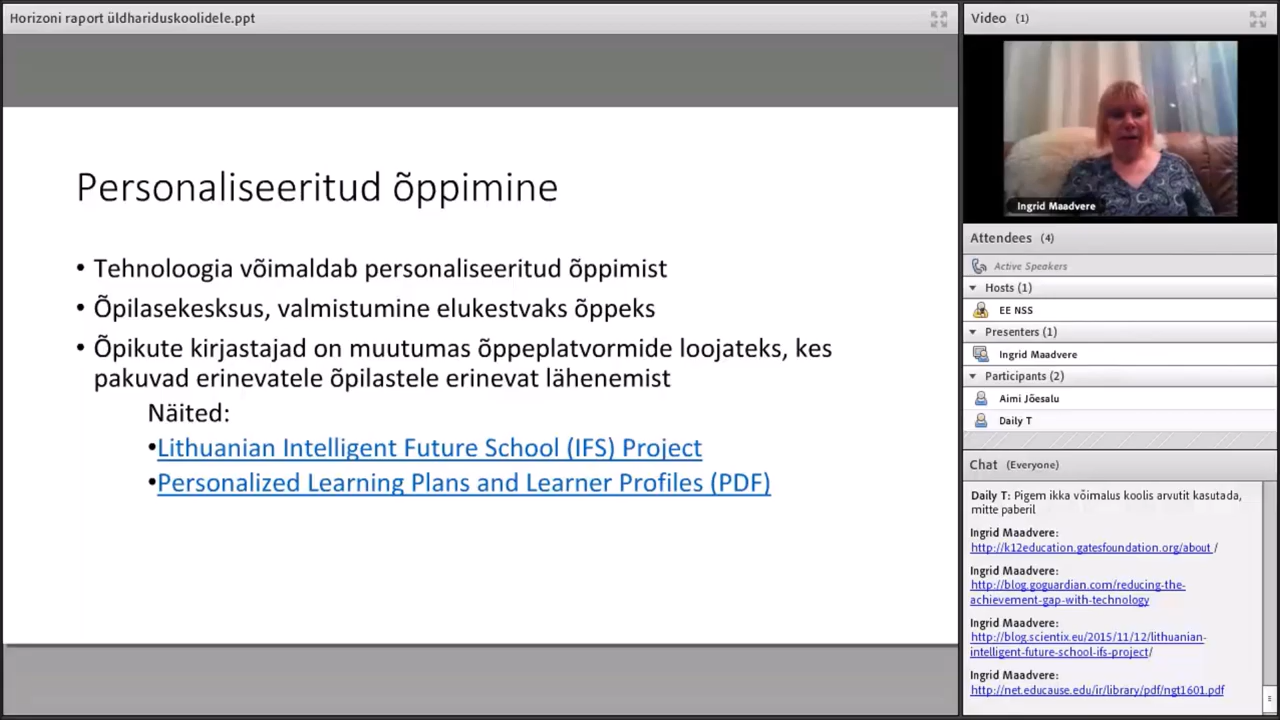 Horizoni raport üldhariduskoolidele.ppt
Personaliseeritud õppimine
• Tehnoloogia võimaldab personaliseeritud õppimist
• Õpilasekesksus, valmistumine elukestvaks õppeks
• Õpikute kirjastajad on muutumas õppeplatvormide loojateks, kes
pakuvad erinevatele õpilastele erinevat lähenemist
Näited:
•Lithuanian Intelligent Future School (IFS) Project
•Personalized Learning Plans and Learner Profiles (PDF)
Video (1)
Ingrid Maadvere
Attendees (4)
Active Speakers
Hosts (1)
EE NSS
Presenters (1)
Ingrid Maadvere
Participants (2)
Aimi Jõesalu
Daily T
Chat (Everyone)
Daily T: Pigem ikka võimalus koolis arvutit kasutada,
mitte paberil
Ingrid Maadvere:
http://k12education.gatesfoundation.org/about /
Ingrid Maadvere:
http://blog.goguardian.com/reducing-the-
achievement-gap-with-technology
Ingrid Maadvere:
http://blog.scientix.eu/2015/11/12/lithuanian-
intelligent-future-school-ifs-project/
Ingrid Maadvere:
http://net.educause.edu/ir/library/pdf/ngt1601.pdf